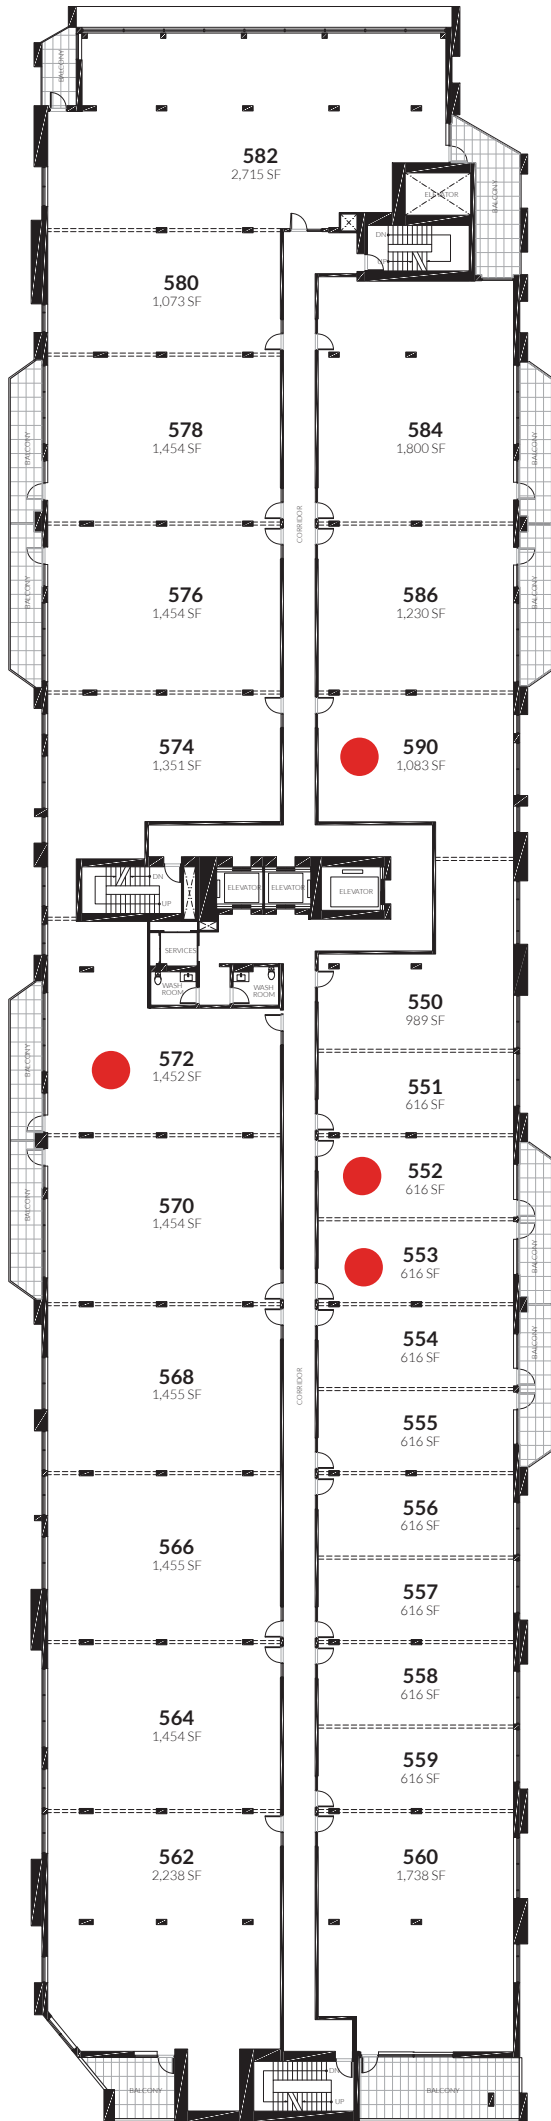 BALCONY
582
2,715 SF
ELEVATOR
BALCONY
DN
UP
580
1,073 SF
578
1,454 SF
584
1,800 SF
BALCONY
BALCONY
CORRIDOR
576
1,454 SF
586
1,230 SF
BALCONY
BALCONY
574
1,351 SF
590
1,083 SF
DN
UP
ELEVATOR
ELEVATOR
ELEVATOR
SERVICES
WASH
ROOM
WASH
ROOM
550
989 SF
BALCONY
572
1,452 SF
551
616 SF
552
616 SF
570
1,454 SF
BALCONY
553
616 SF
BALCONY
554
616 SF
BALCONY
568
1,455 SF
CORRIDOR
555
616 SF
556
616 SF
566
1,455 SF
557
616 SF
558
616 SF
564
1,454 SF
559
616 SF
562
2,238 SF
560
1,738 SF
DN
UP
BALCONY
BALCONY